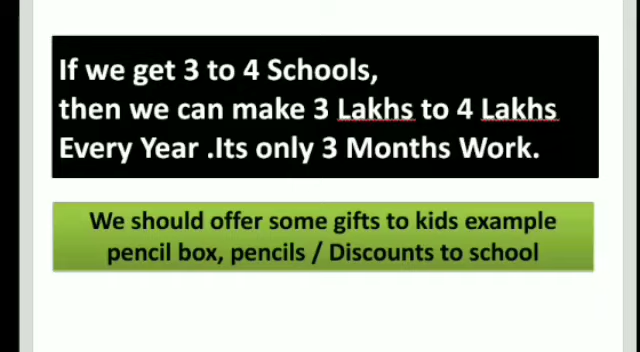 If we get 3 to 4 Schools,
then we can make 3 Lakhs to 4 Lakhs
Every Year .Its only 3 Months Work.
We should offer some gifts to kids example
pencil box, pencils / Discounts to school